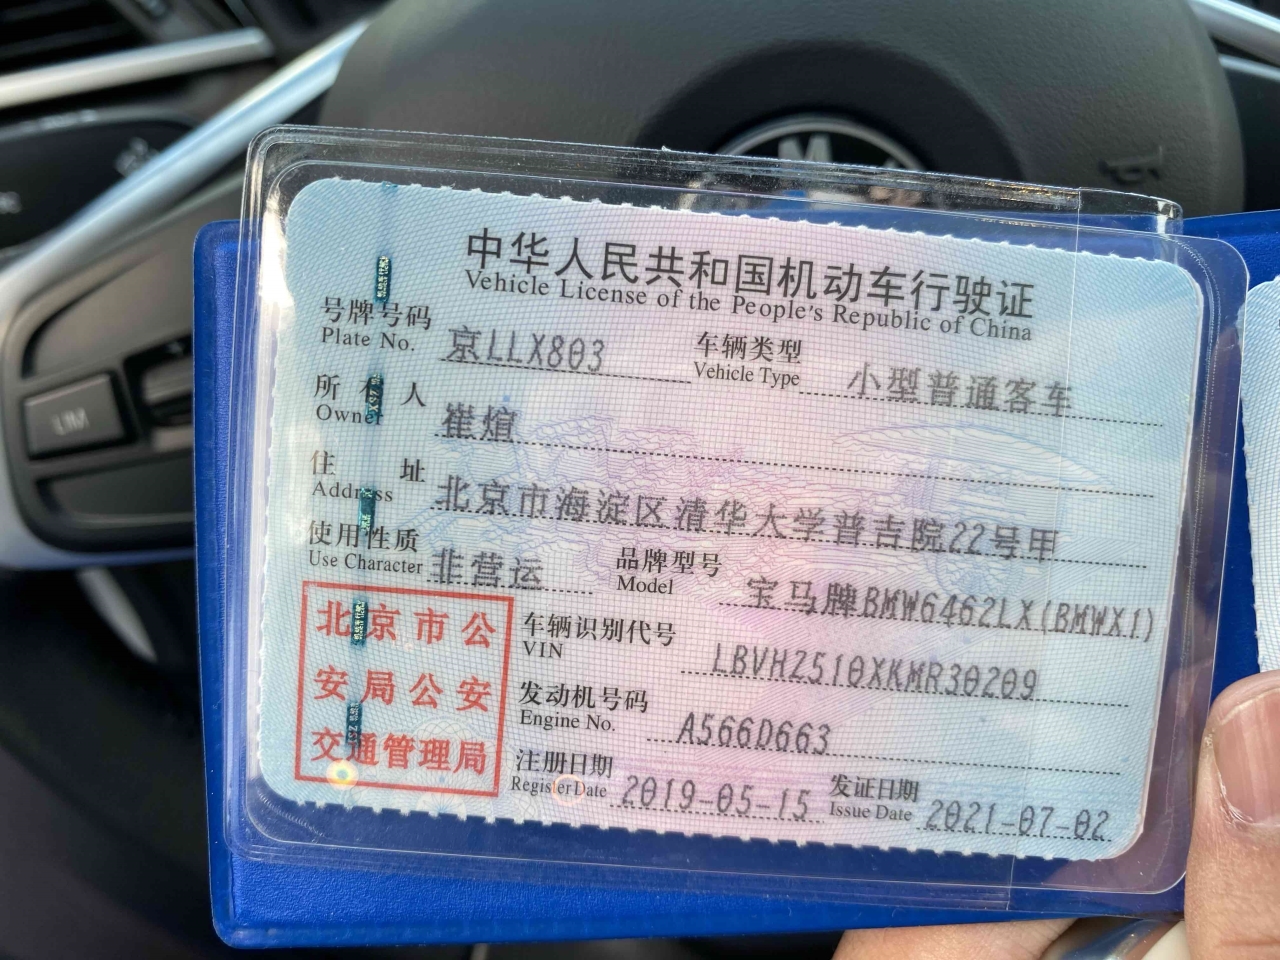 中华人民共和国机动车行驶证
Vehicle License of the People's Republic of China
号牌号码 京LLX803 车辆类型 小型普通客车
Plate No. Vehicle Type
所有人 崔煊
Owner
住址 北京市海淀区清华大学普吉院22号甲
Address
使用性质 非营运 品牌型号 宝马牌BMW6462LX(BMWX1)
Use Character Model
北京市公
安局公安
交通管理局
车辆识别代号 LBVHZ510XKMR30209
VIN
发动机号码 A566D663
Engine No.
注册日期 2019-05-15 发证日期 2021-07-02
Register Date Issue Date
LIM